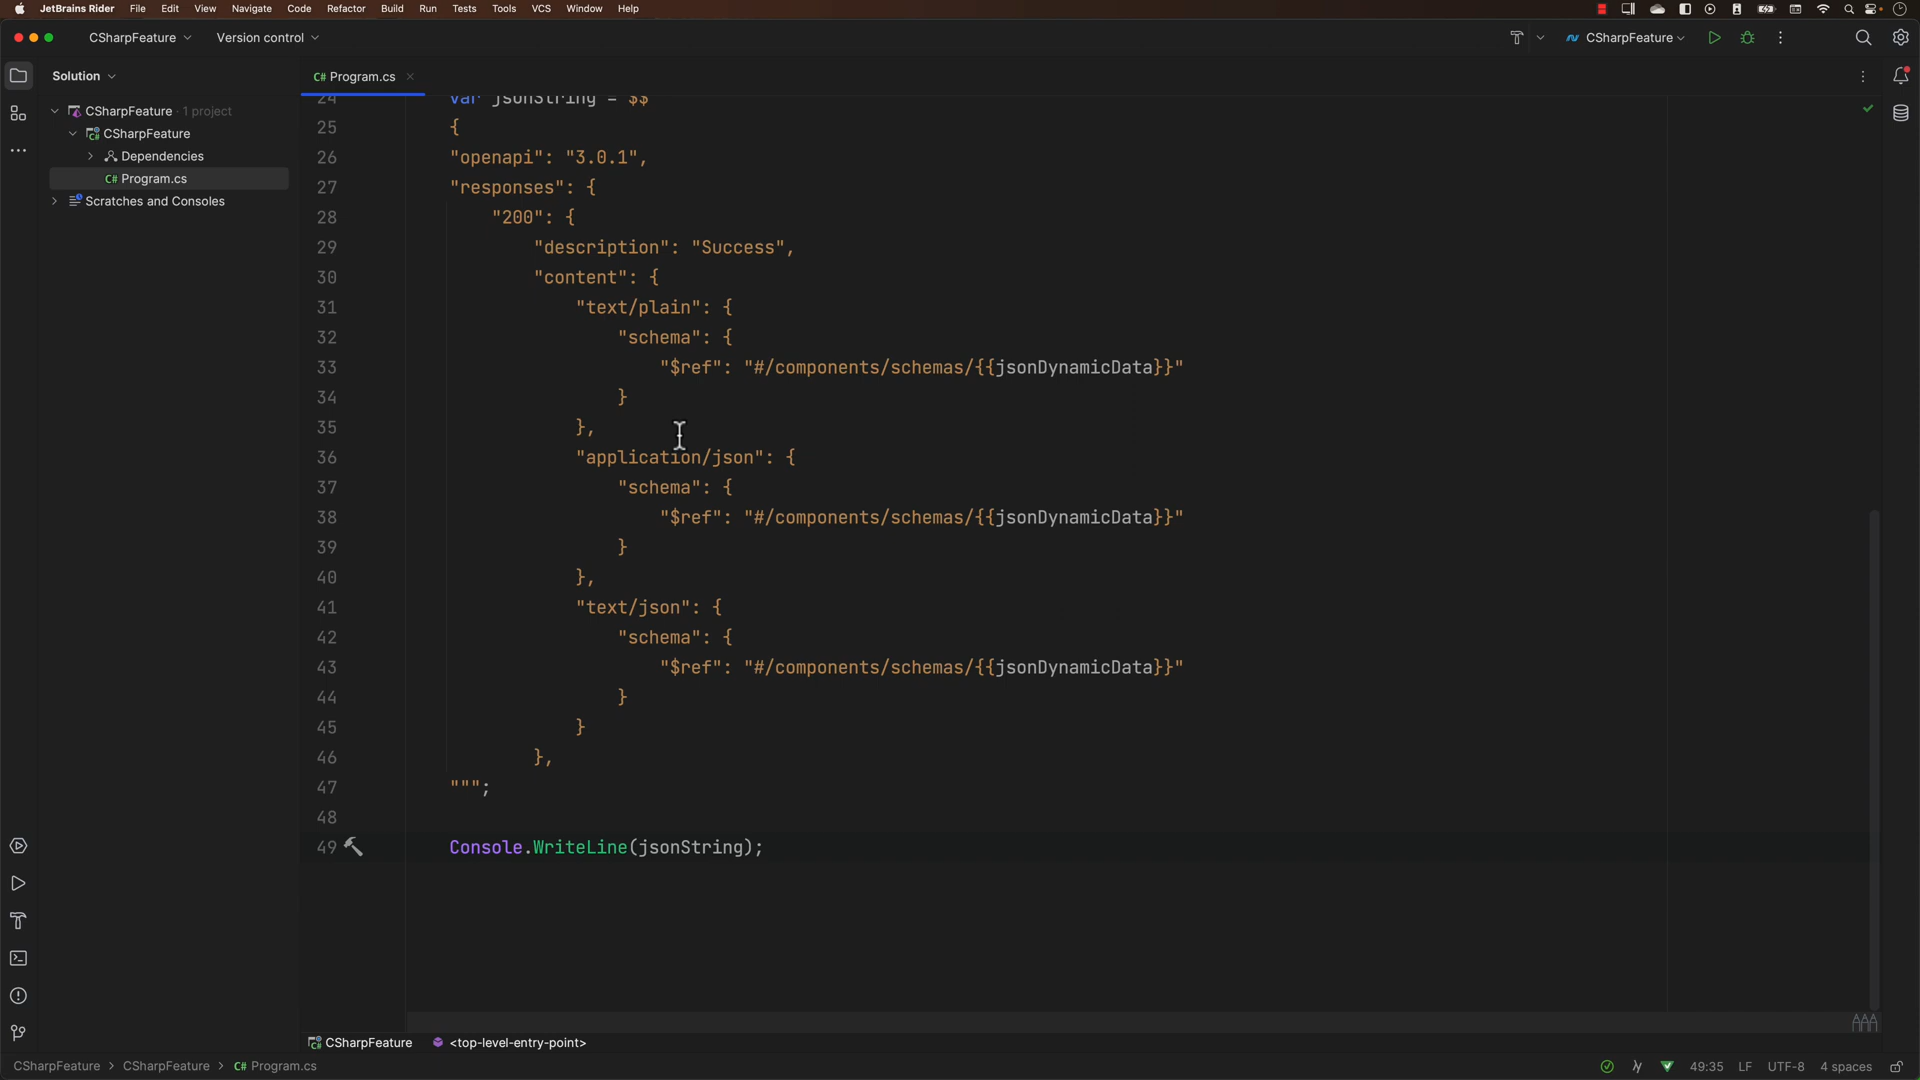 JetBrains Rider File Edit View Navigate Code Refactor Build Run Tests Tools VCS Window Help
CSharpFeature Version control CSharpFeature
Solution
C# Program.cs
CSharpFeature · 1 project
CSharpFeature
Dependencies
C# Program.cs
Scratches and Consoles
24 var jsonString = $$
25 {
26 "openapi": "3.0.1",
27 "responses": {
28 "200": {
29 "description": "Success",
30 "content": {
31 "text/plain": {
32 "schema": {
33 "$ref": "#/components/schemas/{{jsonDynamicData}}"
34 }
35 },
36 "application/json": {
37 "schema": {
38 "$ref": "#/components/schemas/{{jsonDynamicData}}"
39 }
40 },
41 "text/json": {
42 "schema": {
43 "$ref": "#/components/schemas/{{jsonDynamicData}}"
44 }
45 }
46 },
47 """;
48
49 Console.WriteLine(jsonString);
CSharpFeature <top-level-entry-point>
CSharpFeature > CSharpFeature > C# Program.cs
49:35 LF UTF-8 4 spaces